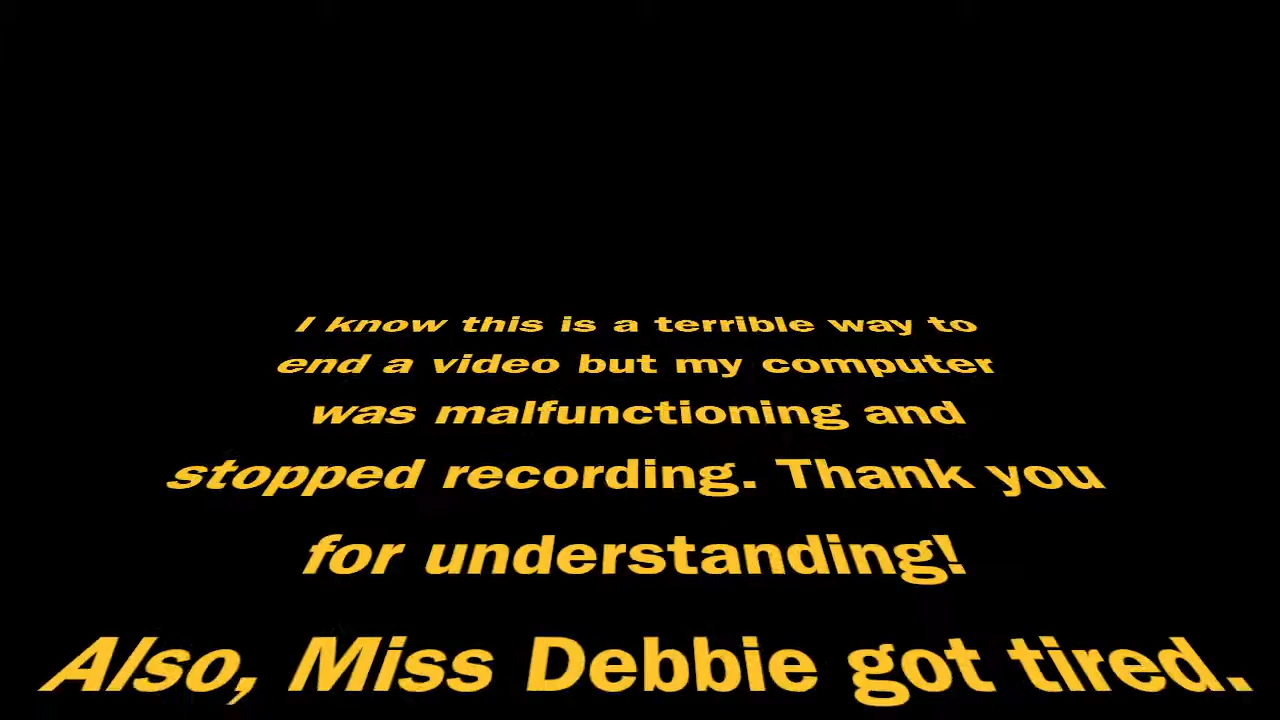 I know this is a terrible way to
end a video but my computer
was malfunctioning and
stopped recording. Thank you
for understanding!
Also, Miss Debbie got tired.